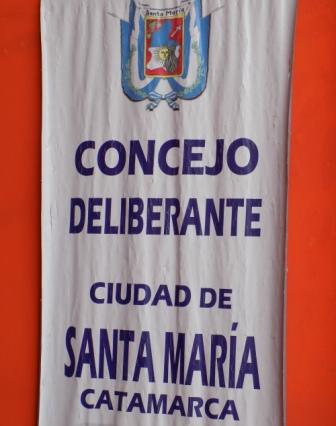 Santa María
CONCEJO
DELIBERANTE
CIUDAD DE
SANTA MARÍA
CATAMARCA